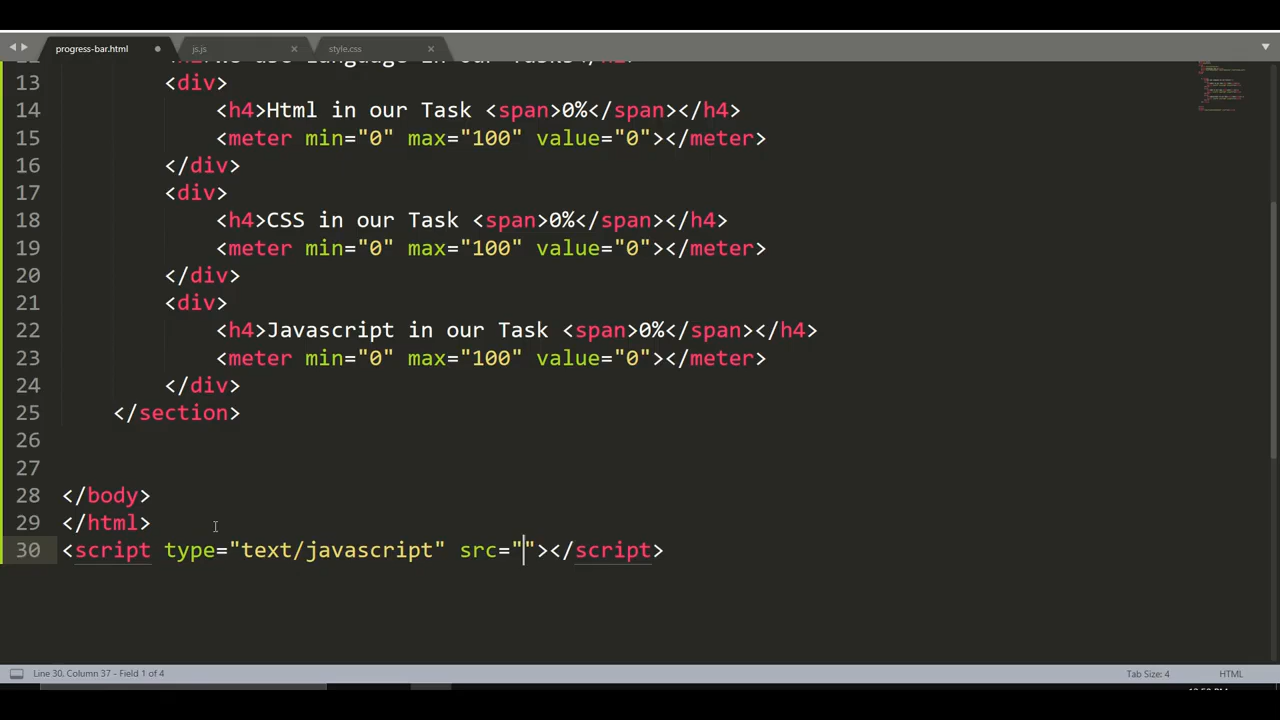 progress-bar.html
js.js
style.css
13 <div>
14 <h4>Html in our Task <span>0%</span></h4>
15 <meter min="0" max="100" value="0"></meter>
16 </div>
17 <div>
18 <h4>CSS in our Task <span>0%</span></h4>
19 <meter min="0" max="100" value="0"></meter>
20 </div>
21 <div>
22 <h4>Javascript in our Task <span>0%</span></h4>
23 <meter min="0" max="100" value="0"></meter>
24 </div>
25 </section>
26
27
28 </body>
29 </html>
30 <script type="text/javascript" src=""></script>
Line 30, Column 37 - Field 1 of 4
Tab Size: 4
HTML